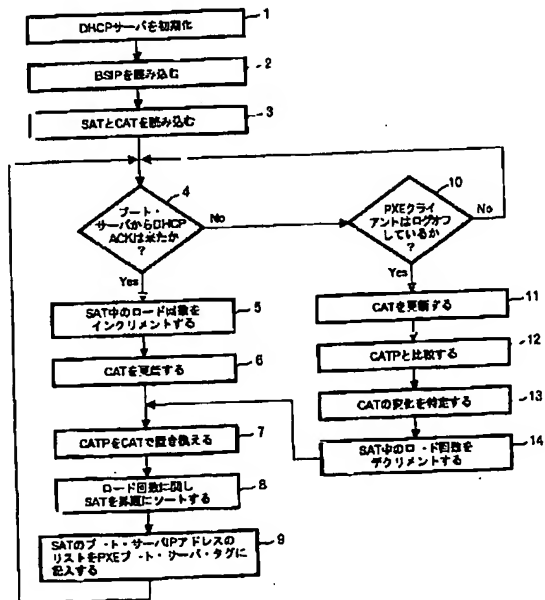 DHCPサーバを初期化
1
BSIPを読み込む
2
SATとCATを読み込む
3
4
ブート・
サーバからDHCP
ACKは来たか
?
No
Yes
10
PXEクライ
アントはログオフ
しているか
?
No
Yes
SAT中のロード回数を
インクリメントする
5
CATを更新する
6
CATPをCATで置き換える
7
ロード回数に関し
SATを昇順にソートする
8
SATのブート・サーバIPアドレスの
リストをPXEブート・サーバ・タグに
記入する
9
CATを更新する
11
CATPと比較する
12
CATの変化を特定する
13
SAT中のロード回数を
デクリメントする
14